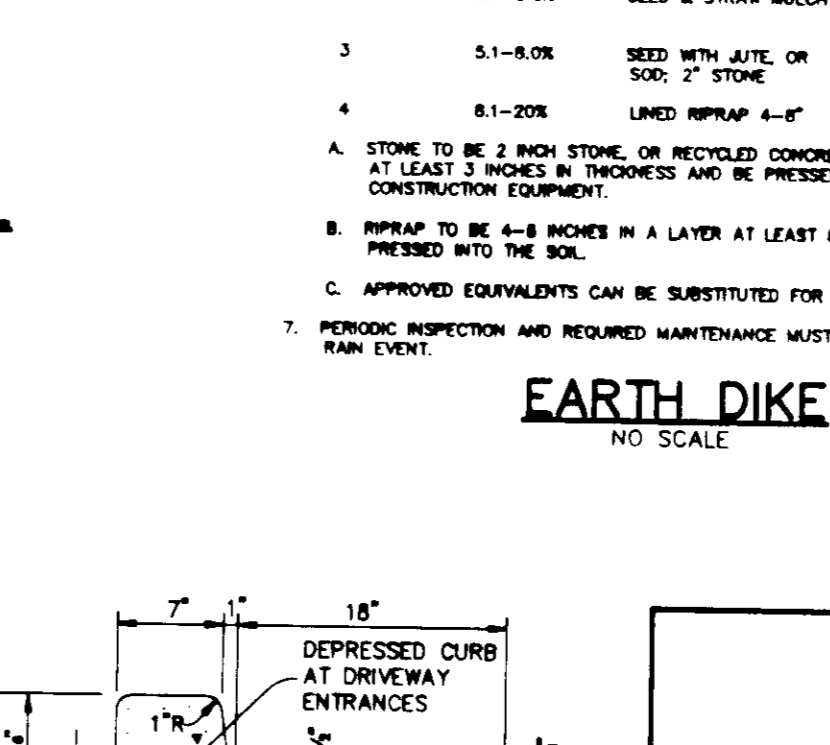 3 5.1-8.0% SEED WITH JUTE, OR
SOD; 2" STONE
4 8.1-20% LINED RIPRAP 4-8"
A. STONE TO BE 2 INCH STONE, OR RECYCLED
AT LEAST 3 INCHES IN THICKNESS AND BE
CONSTRUCTION EQUIPMENT.
B. RIPRAP TO BE 4-8 INCHES IN A LAYER AT LEAST
PRESSED INTO THE SOIL.
C. APPROVED EQUIVALENTS CAN BE SUBSTITUTED FOR
7. PERIODIC INSPECTION AND REQUIRED MAINTENANCE MUST
RAIN EVENT.
EARTH DIKE
NO SCALE
7" 1" 18"
DEPRESSED CURB
AT DRIVEWAY
ENTRANCES
1"R